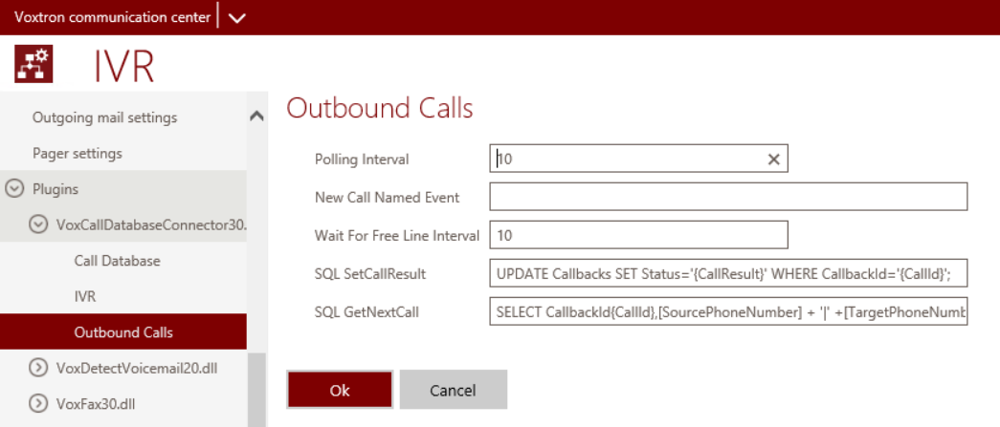 Voxtron communication center
IVR
Outgoing mail settings
Pager settings
Plugins
VoxCallDatabaseConnector30.
Call Database
IVR
Outbound Calls
VoxDetectVoicemail20.dll
VoxFax30.dll
Outbound Calls
Polling Interval 10
New Call Named Event
Wait For Free Line Interval 10
SQL SetCallResult UPDATE Callbacks SET Status='{CallResult}' WHERE CallbackId='{CallId}';
SQL GetNextCall SELECT CallbackId{CallId},[SourcePhoneNumber] + '|' +[TargetPhoneNumb
Ok Cancel